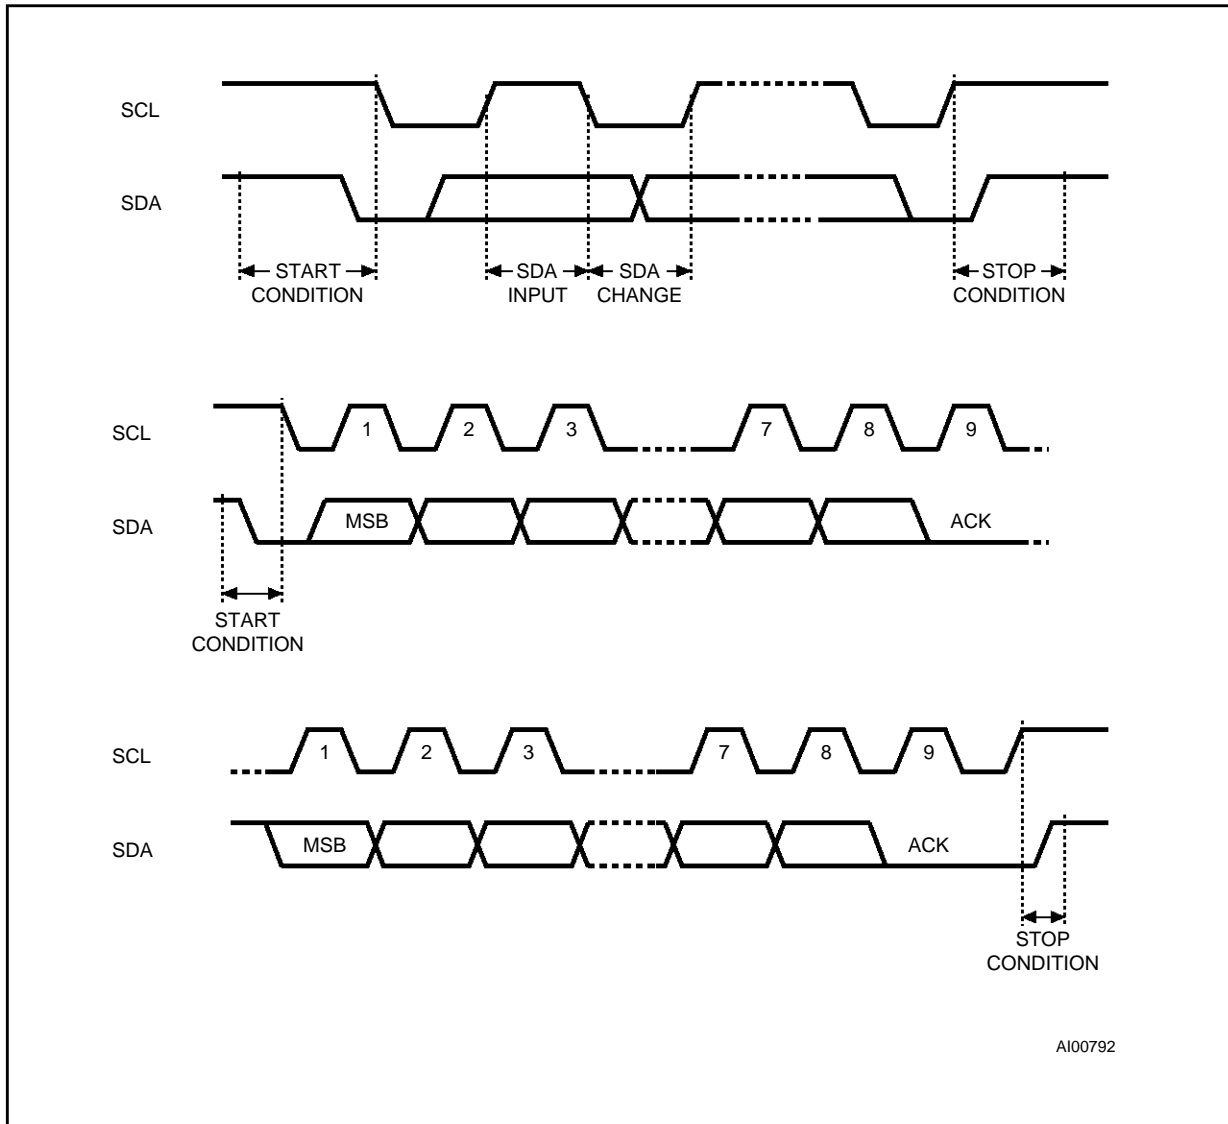 SCL
SDA
START
CONDITION
SDA
INPUT
SDA
CHANGE
STOP
CONDITION
SCL
1
2
3
7
8
9
SDA
MSB
ACK
START
CONDITION
SCL
1
2
3
7
8
9
SDA
MSB
ACK
STOP
CONDITION
AI00792